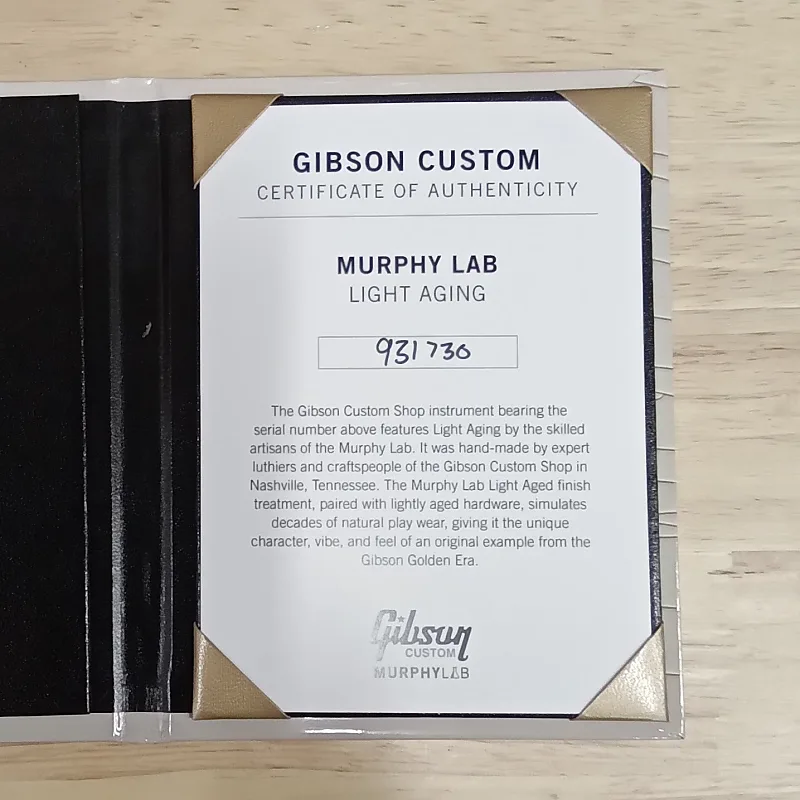 GIBSON CUSTOM
CERTIFICATE OF AUTHENTICITY
MURPHY LAB
LIGHT AGING
931730
The Gibson Custom Shop instrument bearing the
serial number above features Light Aging by the skilled
artisans of the Murphy Lab. It was hand-made by expert
luthiers and craftspeople of the Gibson Custom Shop in
Nashville, Tennessee. The Murphy Lab Light Aged finish
treatment, paired with lightly aged hardware, simulates
decades of natural play wear, giving it the unique
character, vibe, and feel of an original example from the
Gibson Golden Era.
Gibson
CUSTOM
MURPHYLAB